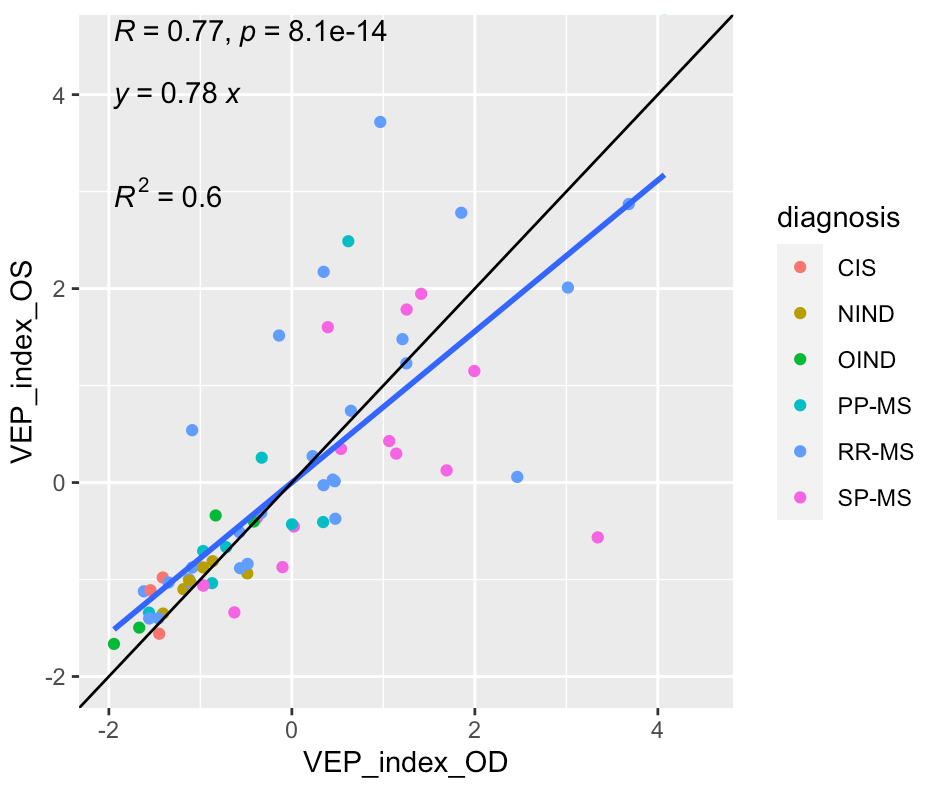 R = 0.77, p = 8.1e-14
y = 0.78 x
R² = 0.6
4
2
0
-2
-2
0
2
4
VEP_index_OS
VEP_index_OD
diagnosis
CIS
NIND
OIND
PP-MS
RR-MS
SP-MS